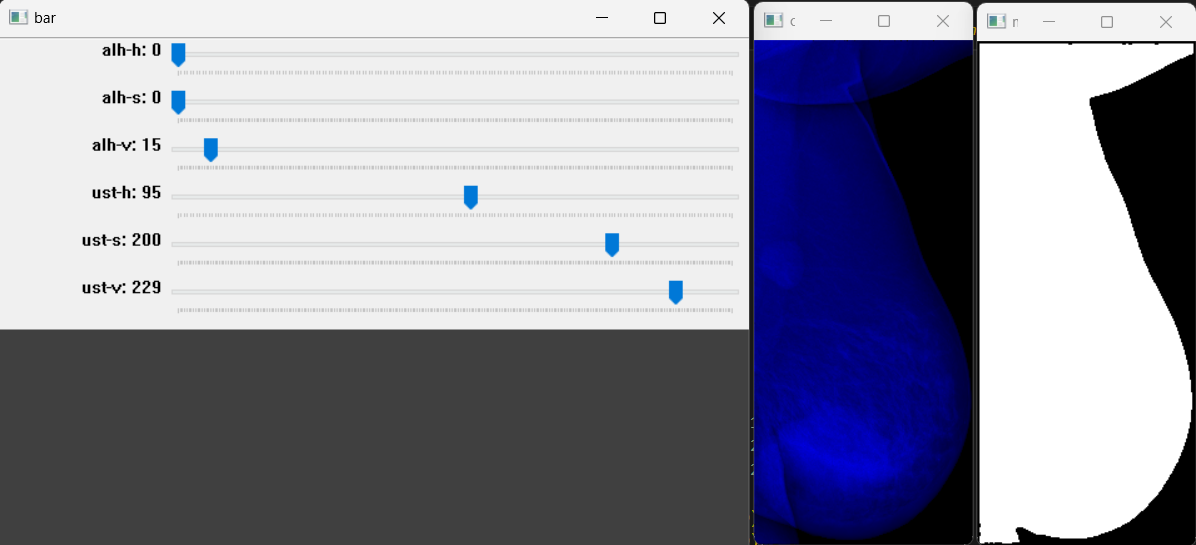 bar
alh-h: 0
alh-s: 0
alh-v: 15
ust-h: 95
ust-s: 200
ust-v: 229